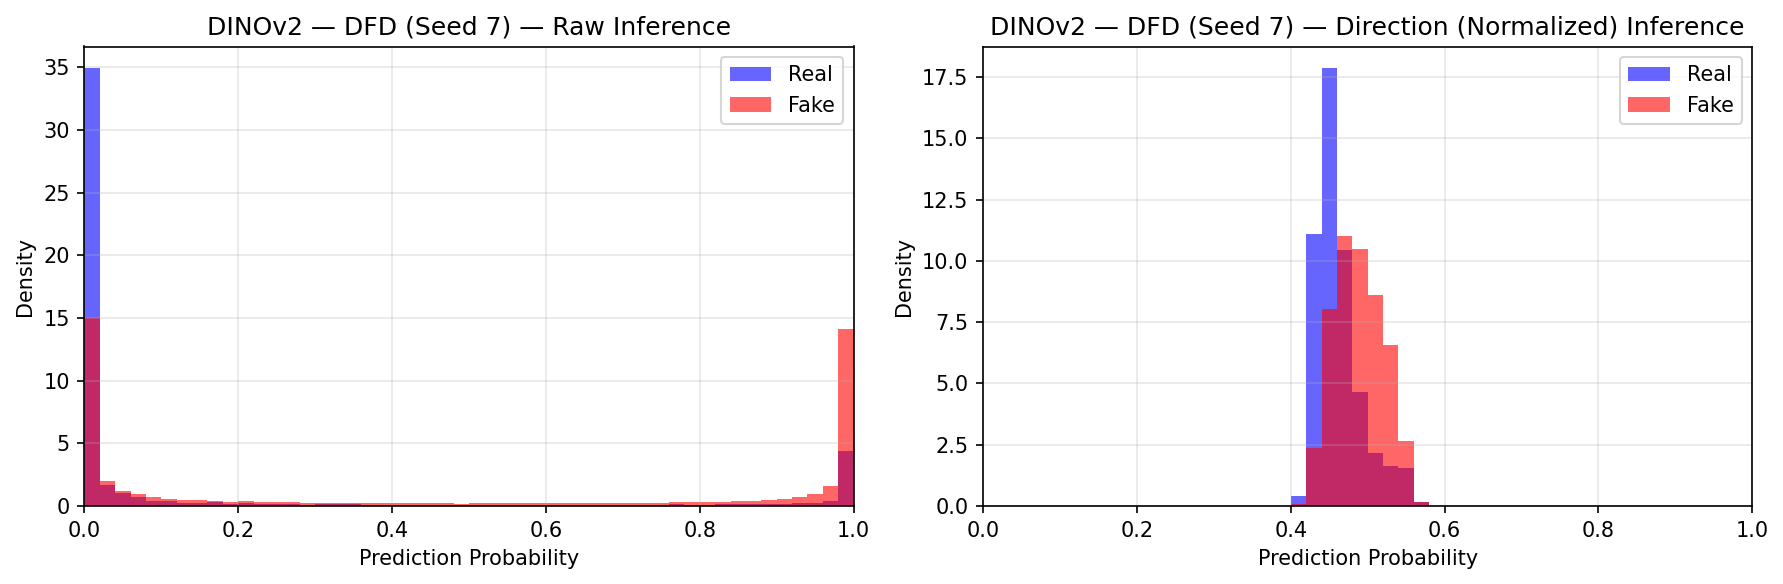 DINOv2 — DFD (Seed 7) — Raw Inference
35
30
25
20
15
10
5
0
Density
Real
Fake
0.0 0.2 0.4 0.6 0.8 1.0
Prediction Probability
DINOv2 — DFD (Seed 7) — Direction (Normalized) Inference
17.5
15.0
12.5
10.0
7.5
5.0
2.5
0.0
Density
Real
Fake
0.0 0.2 0.4 0.6 0.8 1.0
Prediction Probability